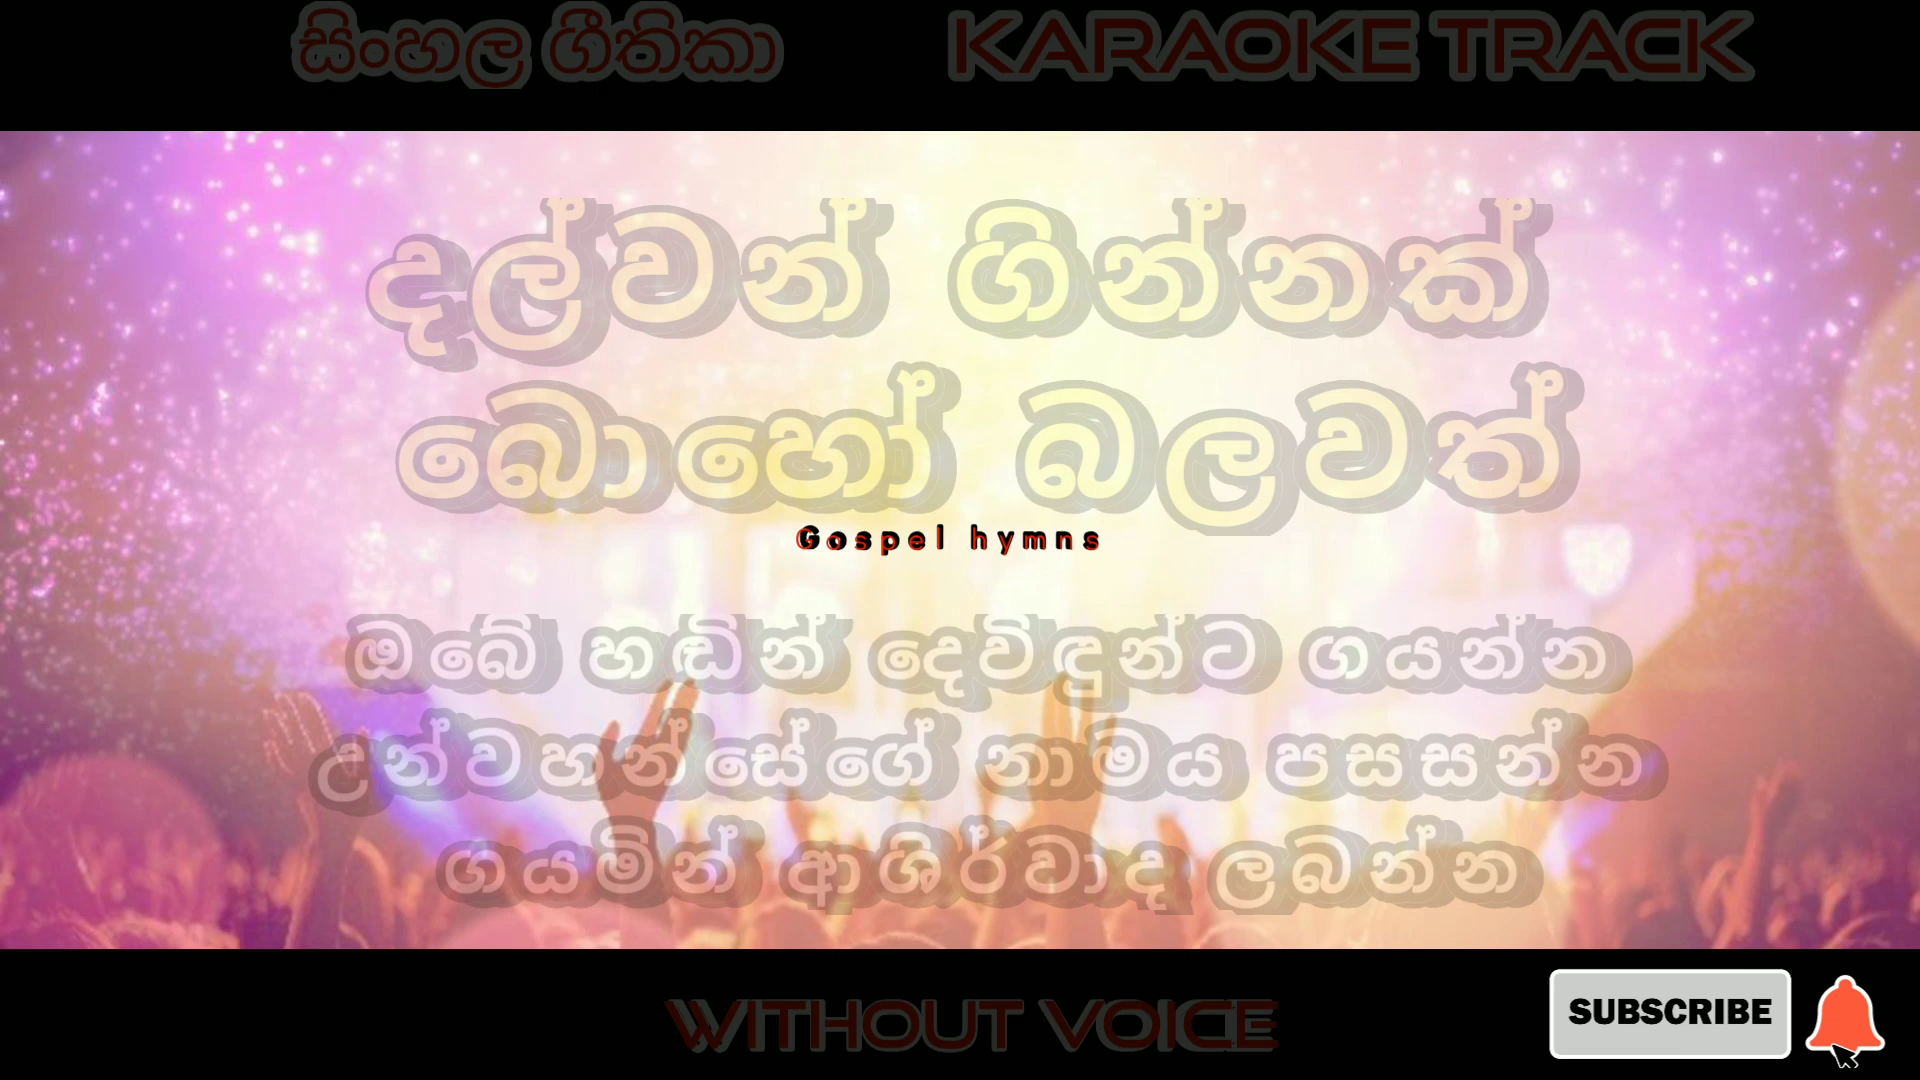 සිංහල ගීතිකා KARAOKE TRACK
දල්වන් ගින්නක්
බොහෝ බලවත්
Gospel hymns
ඔබේ හඬින් දෙවිඳුන්ට ගයන්න
උන්වහන්සේගේ නාමය පසසන්න
ගයමින් ආශිර්වාද ලබන්න
WITHOUT VOICE
SUBSCRIBE